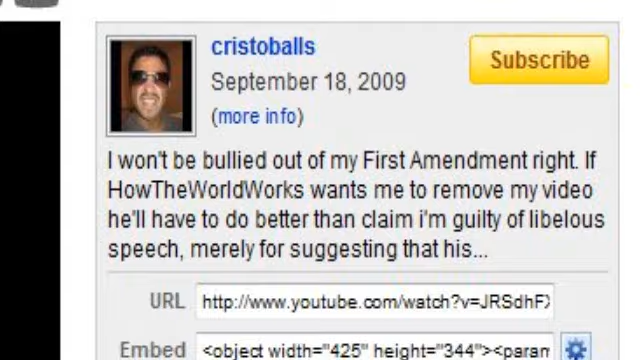 cristoballs
Subscribe
September 18, 2009
(more info)
I won't be bullied out of my First Amendment right. If
HowTheWorldWorks wants me to remove my video
he'll have to do better than claim i'm guilty of libelous
speech, merely for suggesting that his...
URL http://www.youtube.com/watch?v=JRSdhF
Embed <object width="425" height="344"><param